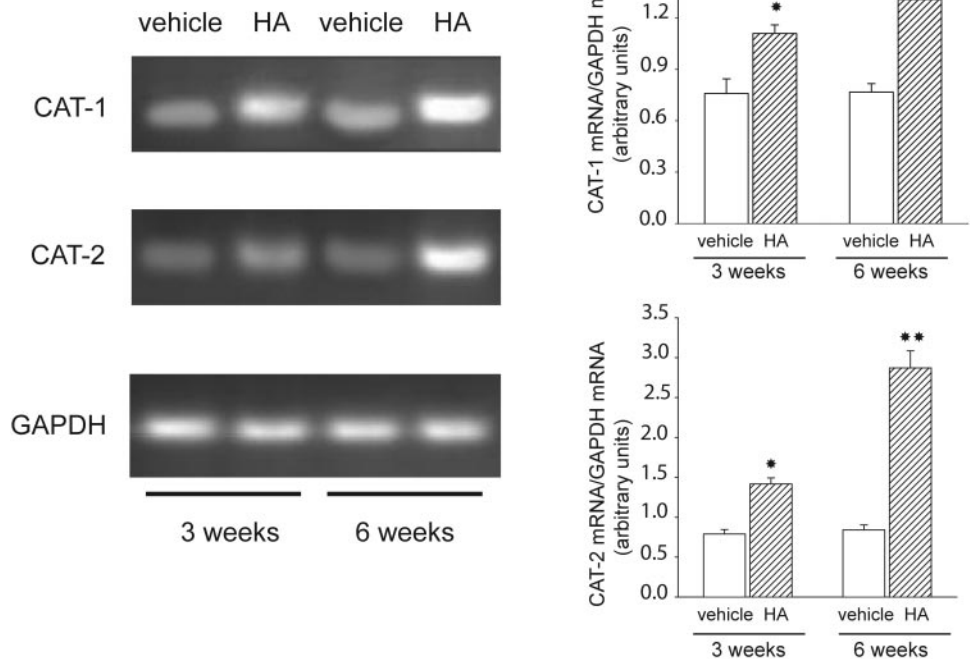 vehicle HA vehicle HA
CAT-1
CAT-2
GAPDH
3 weeks 6 weeks
CAT-1 mRNA/GAPDH m
(arbitrary units)
1.2
0.9
0.6
0.0
*
vehicle HA vehicle HA
3 weeks 6 weeks
CAT-2 mRNA/GAPDH mRNA
(arbitrary units)
3.5
3.0
2.5
2.0
1.5
1.0
0.5
0.0
*
**
vehicle HA vehicle HA
3 weeks 6 weeks